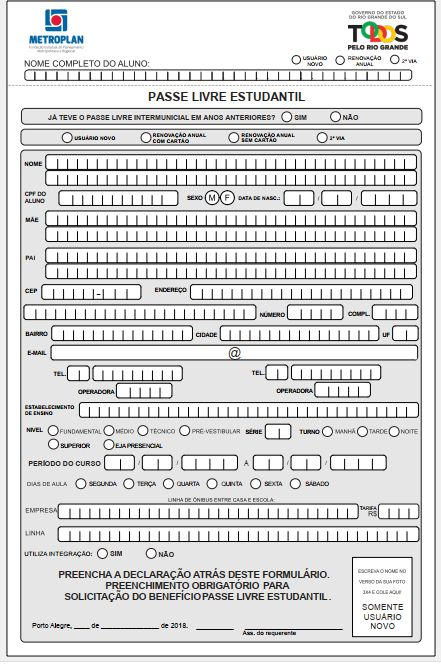 METROPLAN
Fundação Estadual de Planejamento
Metropolitano e Regional
GOVERNO DO ESTADO
DO RIO GRANDE DO SUL
TODOS
PELO RIO GRANDE
NOME COMPLETO DO ALUNO:
USUÁRIO NOVO RENOVAÇÃO ANUAL 2ª VIA
PASSE LIVRE ESTUDANTIL
JÁ TEVE O PASSE LIVRE INTERMUNICIAL EM ANOS ANTERIORES? SIM NÃO
USUÁRIO NOVO RENOVAÇÃO ANUAL COM CARTÃO RENOVAÇÃO ANUAL SEM CARTÃO 2ª VIA
NOME
CPF DO ALUNO SEXO M F DATA DE NASC.: / /
MÃE
PAI
CEP - ENDEREÇO
NÚMERO COMPL.
BAIRRO CIDADE UF
E-MAIL @
TEL. TEL.
OPERADORA OPERADORA
ESTABELECIMENTO DE ENSINO
NIVEL FUNDAMENTAL MÉDIO TÉCNICO PRÉ-VESTIBULAR SÉRIE TURNO MANHÃ TARDE NOITE
SUPERIOR EJA PRESENCIAL
PERÍODO DO CURSO / / A / /
DIAS DE AULA SEGUNDA TERÇA QUARTA QUINTA SEXTA SÁBADO
LINHA DE ÔNIBUS ENTRE CASA E ESCOLA:
EMPRESA TARIFA R$
LINHA
UTILIZA INTEGRAÇÃO: SIM NÃO
PREENCHA A DECLARAÇÃO ATRÁS DESTE FORMULÁRIO.
PREENCHIMENTO OBRIGATÓRIO PARA
SOLICITAÇÃO DO BENEFÍCIO PASSE LIVRE ESTUDANTIL.
ESCREVA O NOME NO
VERSO DA SUA FOTO
3X4 E COLE AQUI!
SOMENTE
USUÁRIO
NOVO
Porto Alegre, ____ de ______________ de 2018.
Ass. do requerente